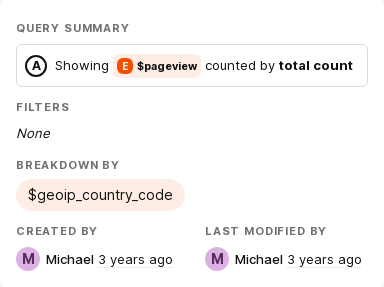 QUERY SUMMARY
A Showing E $pageview counted by total count
FILTERS
None
BREAKDOWN BY
$geoip_country_code
CREATED BY LAST MODIFIED BY
M Michael 3 years ago M Michael 3 years ago